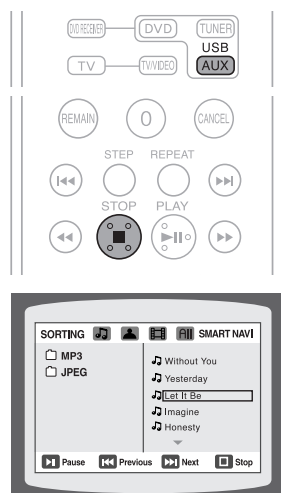 DVD RECEIVER DVD TUNER
USB
TV TV/VIDEO AUX
REMAIN 0 CANCEL
STEP REPEAT
STOP PLAY
SORTING All SMART NAVI
MP3
JPEG
Without You
Yesterday
Let It Be
Imagine
Honesty
Pause Previous Next Stop